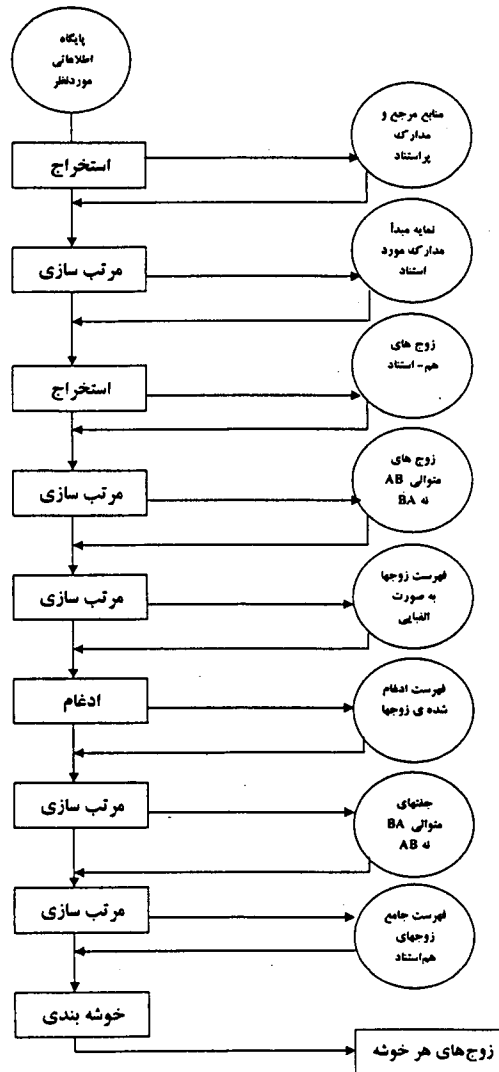 پایگاه
اطلاعاتی
موردنظر
استخراج
منابع مرجع و
مدارک
پراستناد
مرتب سازی
نمایه مبدأ
مدارک مورد
استناد
استخراج
زوج های
هم - استناد
مرتب سازی
زوج های
متوالی AB
نه BA
مرتب سازی
فهرست زوجها
به صورت
الفبایی
ادغام
فهرست ادغام
شده ی زوجها
مرتب سازی
جفتهای
متوالی BA
نه AB
مرتب سازی
فهرست جامع
زوجهای
هم‌استناد
خوشه بندی
زوج‌های هر خوشه